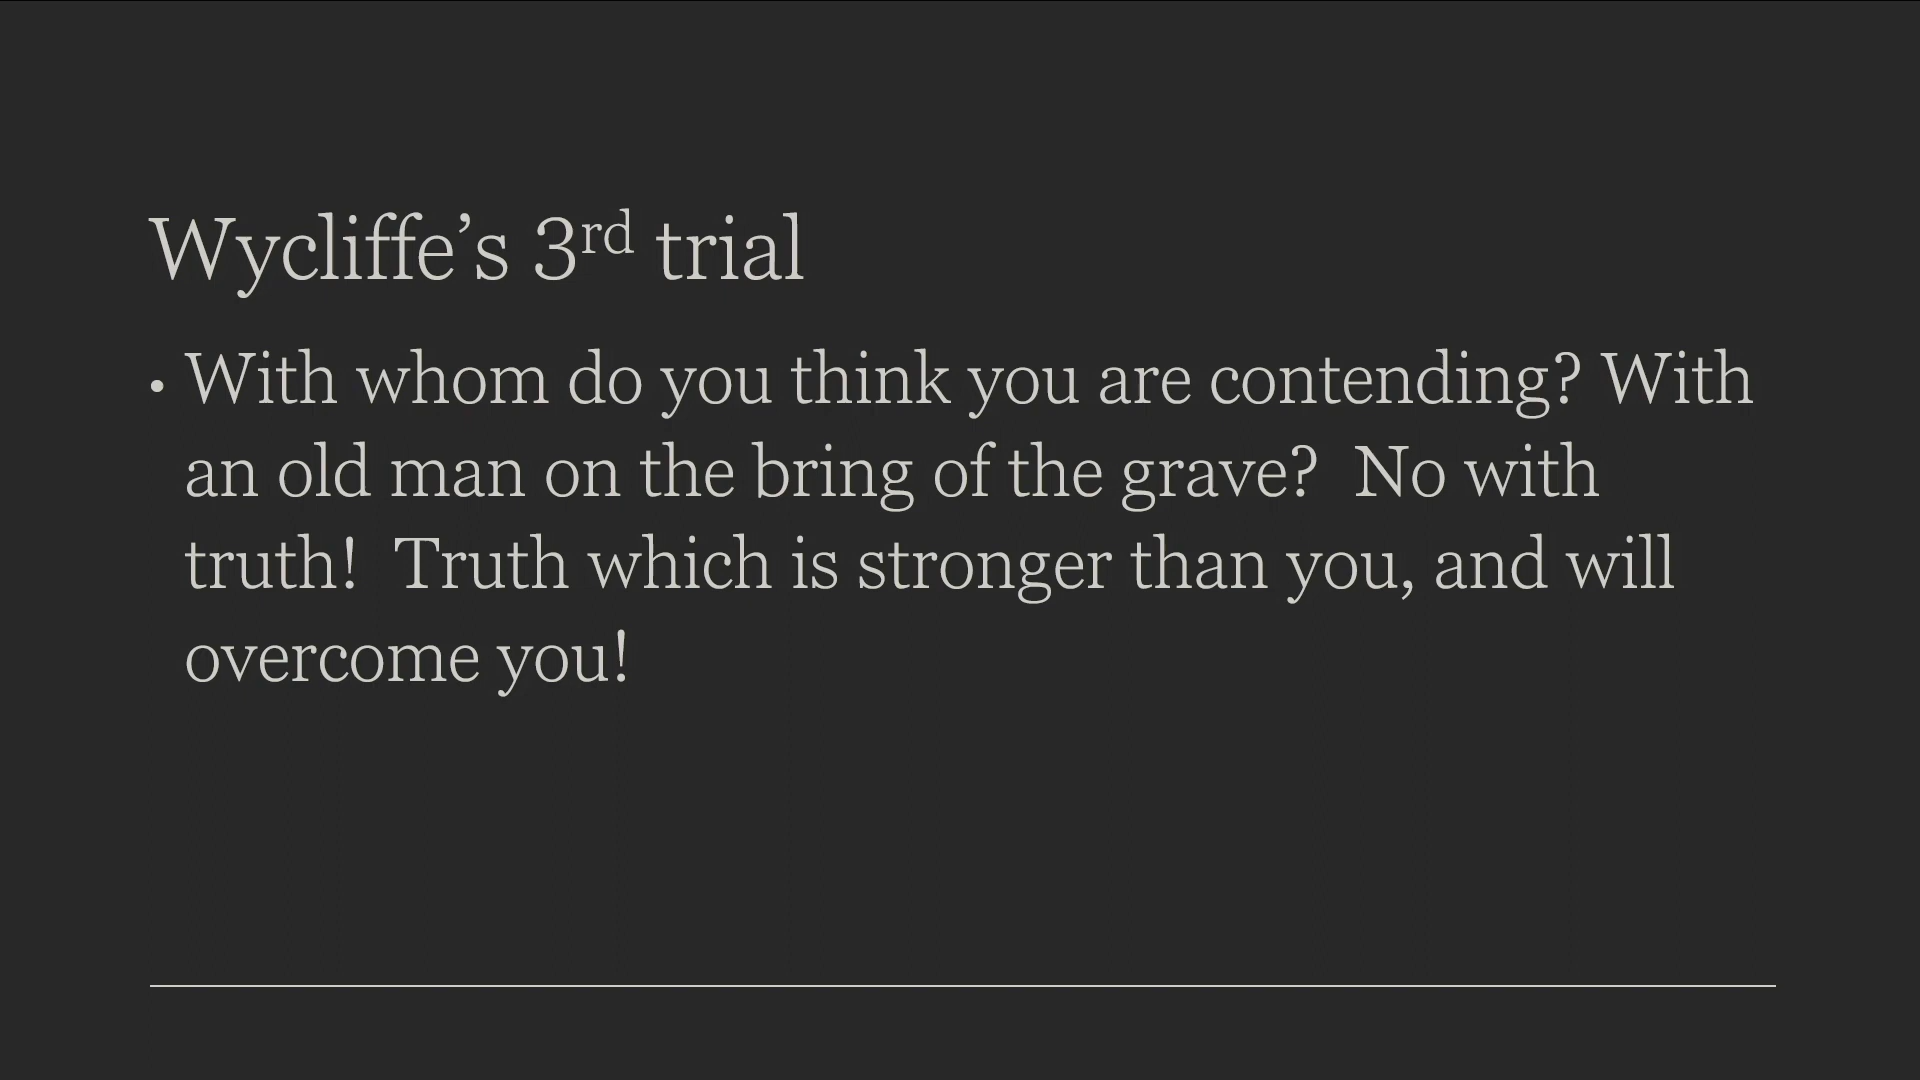 Wycliffe’s 3rd trial
• With whom do you think you are contending? With
an old man on the bring of the grave?  No with
truth!  Truth which is stronger than you, and will
overcome you!